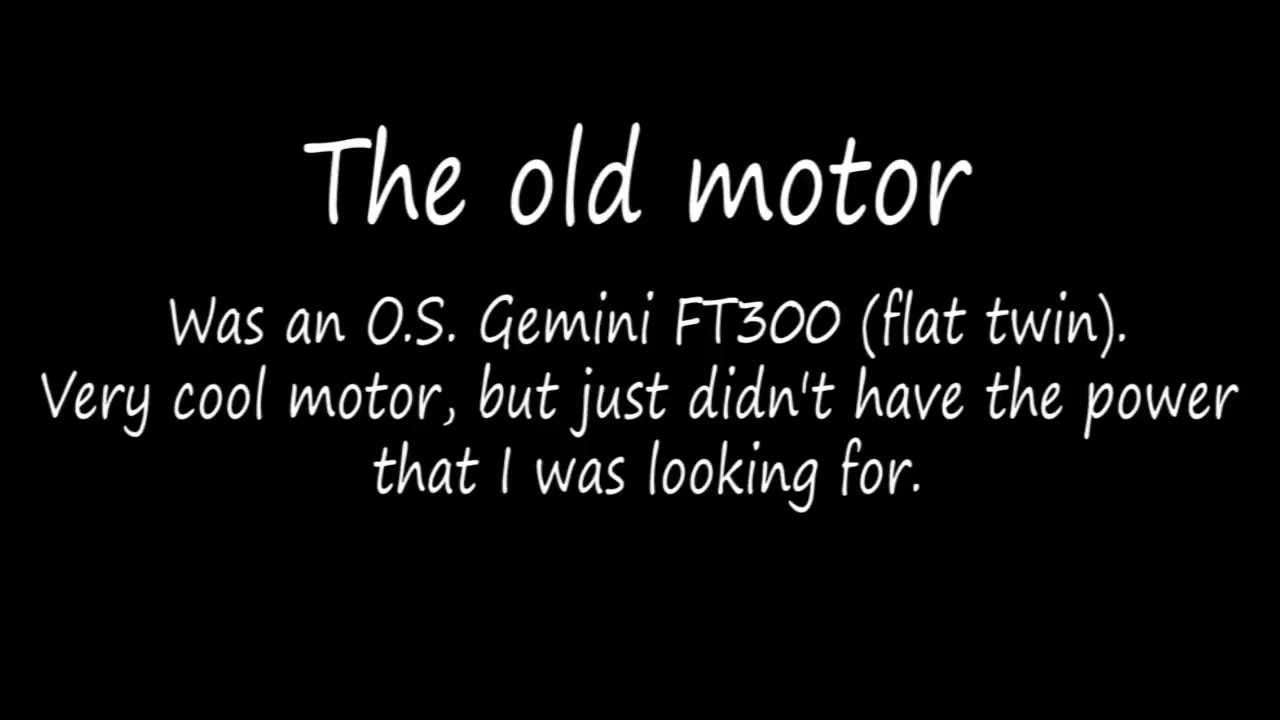 The old motor
Was an O.S. Gemini FT300 (flat twin).
Very cool motor, but just didn't have the power
that I was looking for.